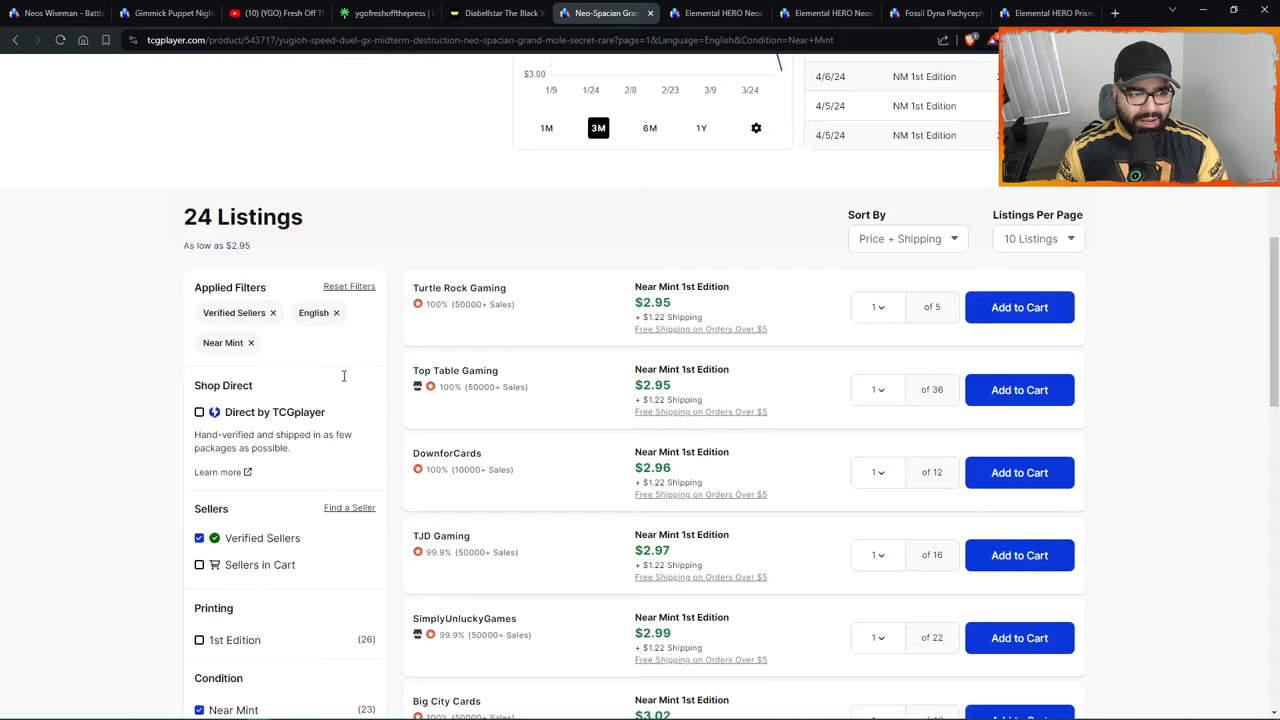 Neos Wiseman - Battle
Gimmick Puppet Nigh
(10) (YGO) Fresh Off T
ygofreshoffthepress |
Diabellstar The Black
Neo-Spacian Gran
Elemental HERO Neos
Elemental HERO Neos
Fossil Dyna Pachyceph
Elemental HERO Prism
tcgplayer.com/product/543717/yugioh-speed-duel-gx-midterm-destruction-neo-spacian-grand-mole-secret-rare?page=1&Language=English&Condition=Near+Mint
$3.00
1/9 1/24 2/8 2/23 3/9 3/24
1M 3M 6M 1Y
4/6/24 NM 1st Edition
4/5/24 NM 1st Edition
4/5/24 NM 1st Edition
24 Listings
As low as $2.95
Sort By
Price + Shipping
Listings Per Page
10 Listings
Applied Filters
Reset Filters
Verified Sellers ×
English ×
Near Mint ×
Shop Direct
Direct by TCGplayer
Hand-verified and shipped in as few
packages as possible.
Learn more
Sellers
Find a Seller
Verified Sellers
Sellers in Cart
Printing
1st Edition (26)
Condition
Near Mint (23)
Turtle Rock Gaming
100% (50000+ Sales)
Near Mint 1st Edition
$2.95
+ $1.22 Shipping
Free Shipping on Orders Over $5
1 of 5
Add to Cart
Top Table Gaming
100% (50000+ Sales)
Near Mint 1st Edition
$2.95
+ $1.22 Shipping
Free Shipping on Orders Over $5
1 of 36
Add to Cart
DownforCards
100% (10000+ Sales)
Near Mint 1st Edition
$2.96
+ $1.22 Shipping
Free Shipping on Orders Over $5
1 of 12
Add to Cart
TJD Gaming
99.9% (50000+ Sales)
Near Mint 1st Edition
$2.97
+ $1.22 Shipping
Free Shipping on Orders Over $5
1 of 16
Add to Cart
SimplyUnluckyGames
99.9% (50000+ Sales)
Near Mint 1st Edition
$2.99
+ $1.22 Shipping
Free Shipping on Orders Over $5
1 of 22
Add to Cart
Big City Cards
100% (50000+ Sales)
Near Mint 1st Edition
$3.02